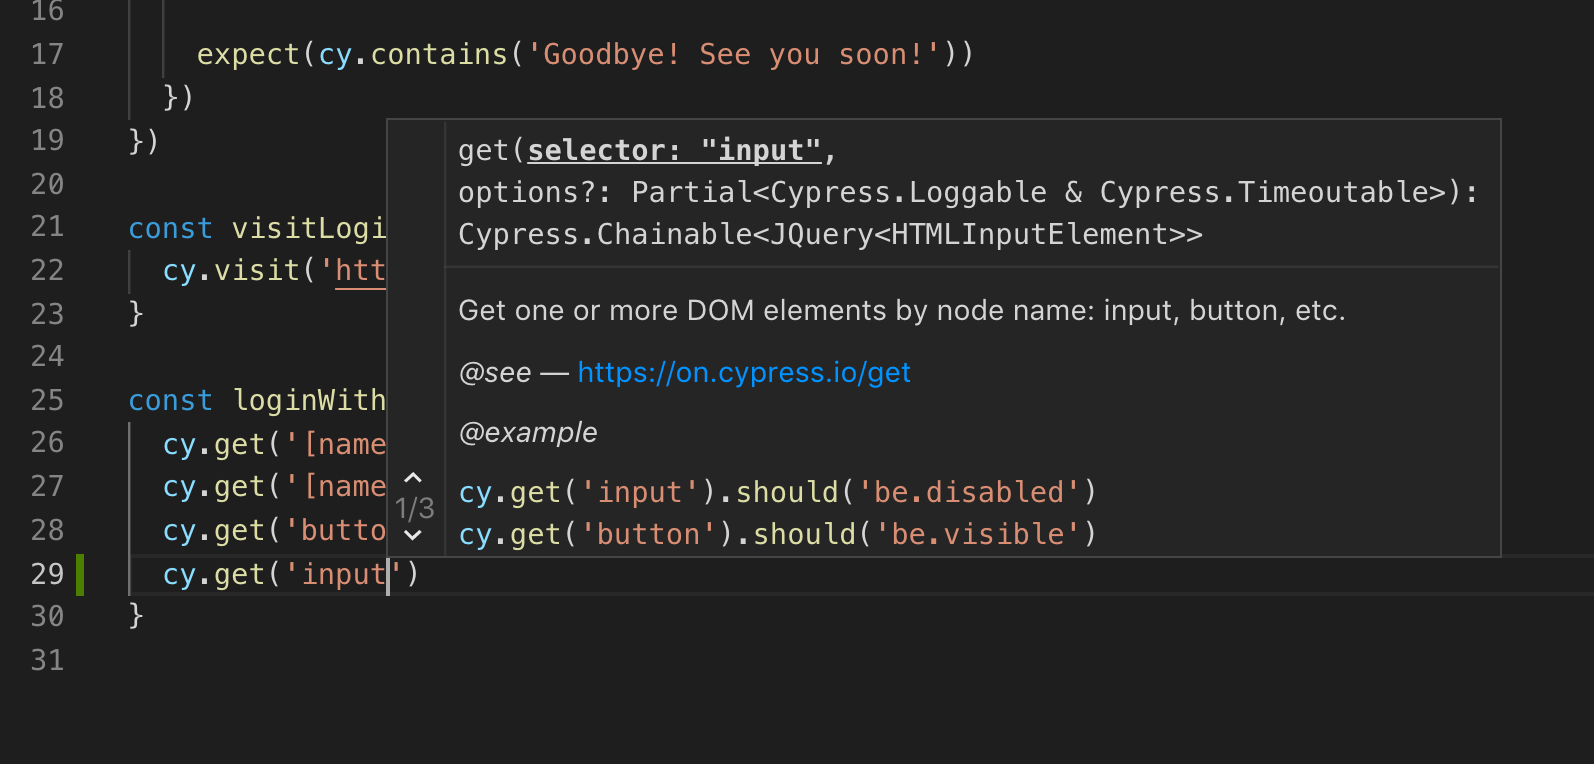 16
17 expect(cy.contains('Goodbye! See you soon!'))
18 })
19 })
20
21 const visitLogi
22 cy.visit('htt
23 }
24
25 const loginWith
26 cy.get('[name
27 cy.get('[name
28 cy.get('butto
29 cy.get('input')
30 }
31
get(selector: "input",
options?: Partial<Cypress.Loggable & Cypress.Timeoutable>):
Cypress.Chainable<JQuery<HTMLInputElement>>
Get one or more DOM elements by node name: input, button, etc.
@see — https://on.cypress.io/get
@example
1/3
cy.get('input').should('be.disabled')
cy.get('button').should('be.visible')